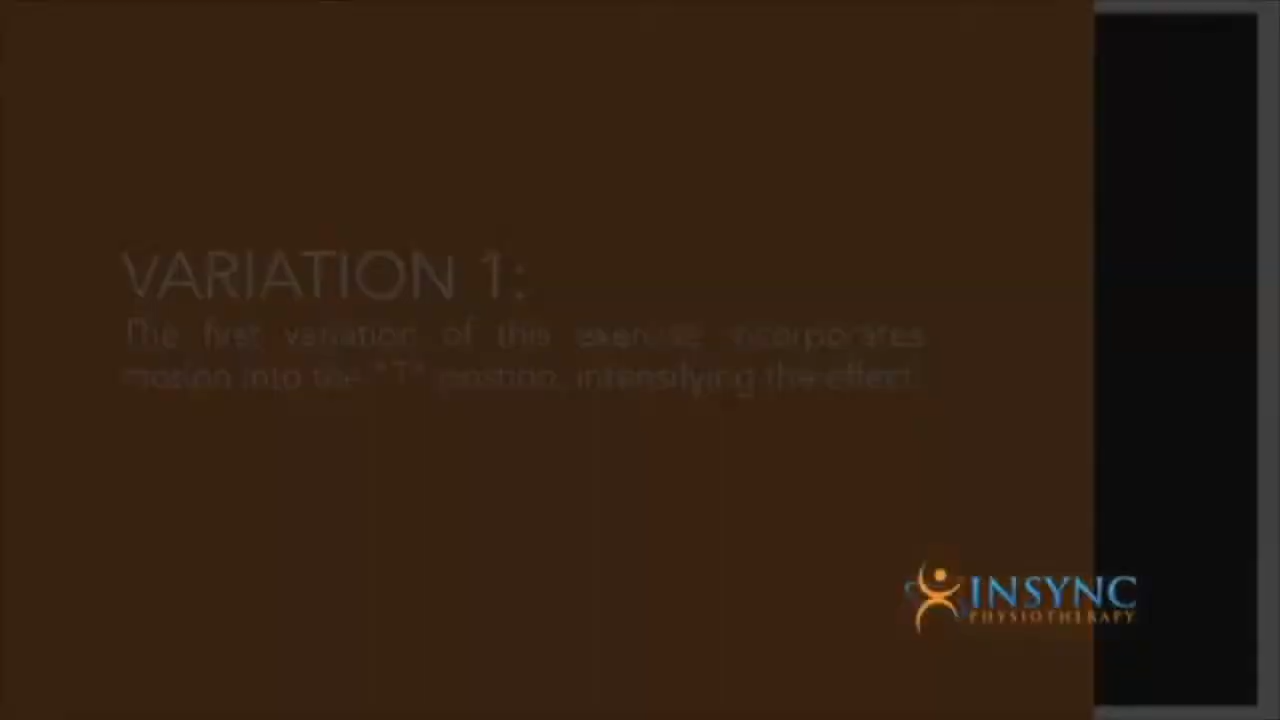 VARIATION 1:
The first variation of this exercise incorporates
motion into the "T" position, intensifying the effect.
INSYNC
PHYSIOTHERAPY